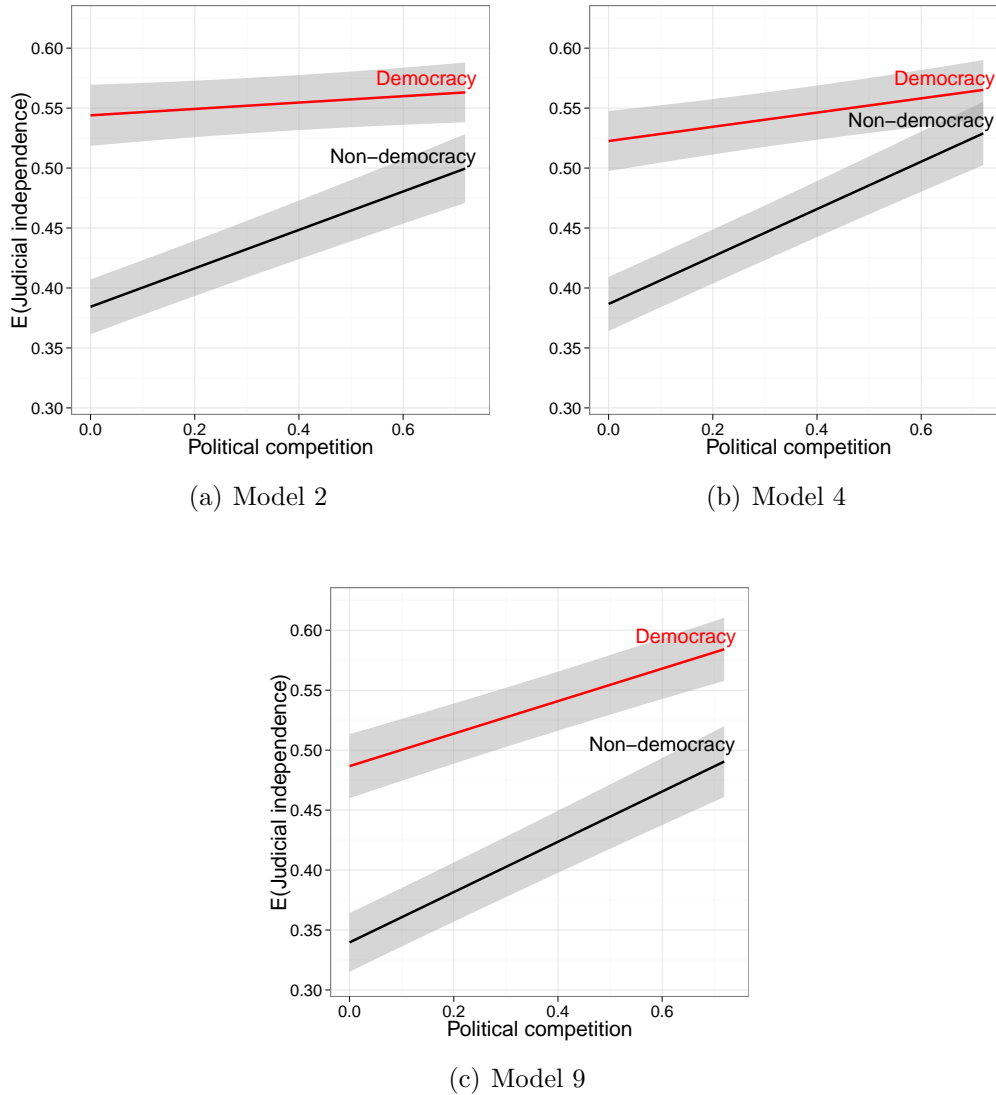 0.60
0.55
0.50
0.45
0.40
0.35
0.30
E(Judicial independence)
Democracy
Non−democracy
0.0 0.2 0.4 0.6
Political competition
(a) Model 2
0.60
0.55
0.50
0.45
0.40
0.35
0.30
Democracy
Non−democracy
0.0 0.2 0.4 0.6
Political competition
(b) Model 4
0.60
0.55
0.50
0.45
0.40
0.35
0.30
E(Judicial independence)
Democracy
Non−democracy
0.0 0.2 0.4 0.6
Political competition
(c) Model 9